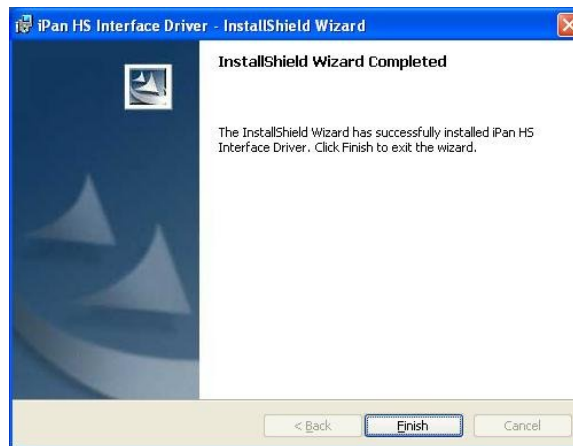 iPan HS Interface Driver - InstallShield Wizard
InstallShield Wizard Completed
The InstallShield Wizard has successfully installed iPan HS
Interface Driver. Click Finish to exit the wizard.
< Back
Finish
Cancel